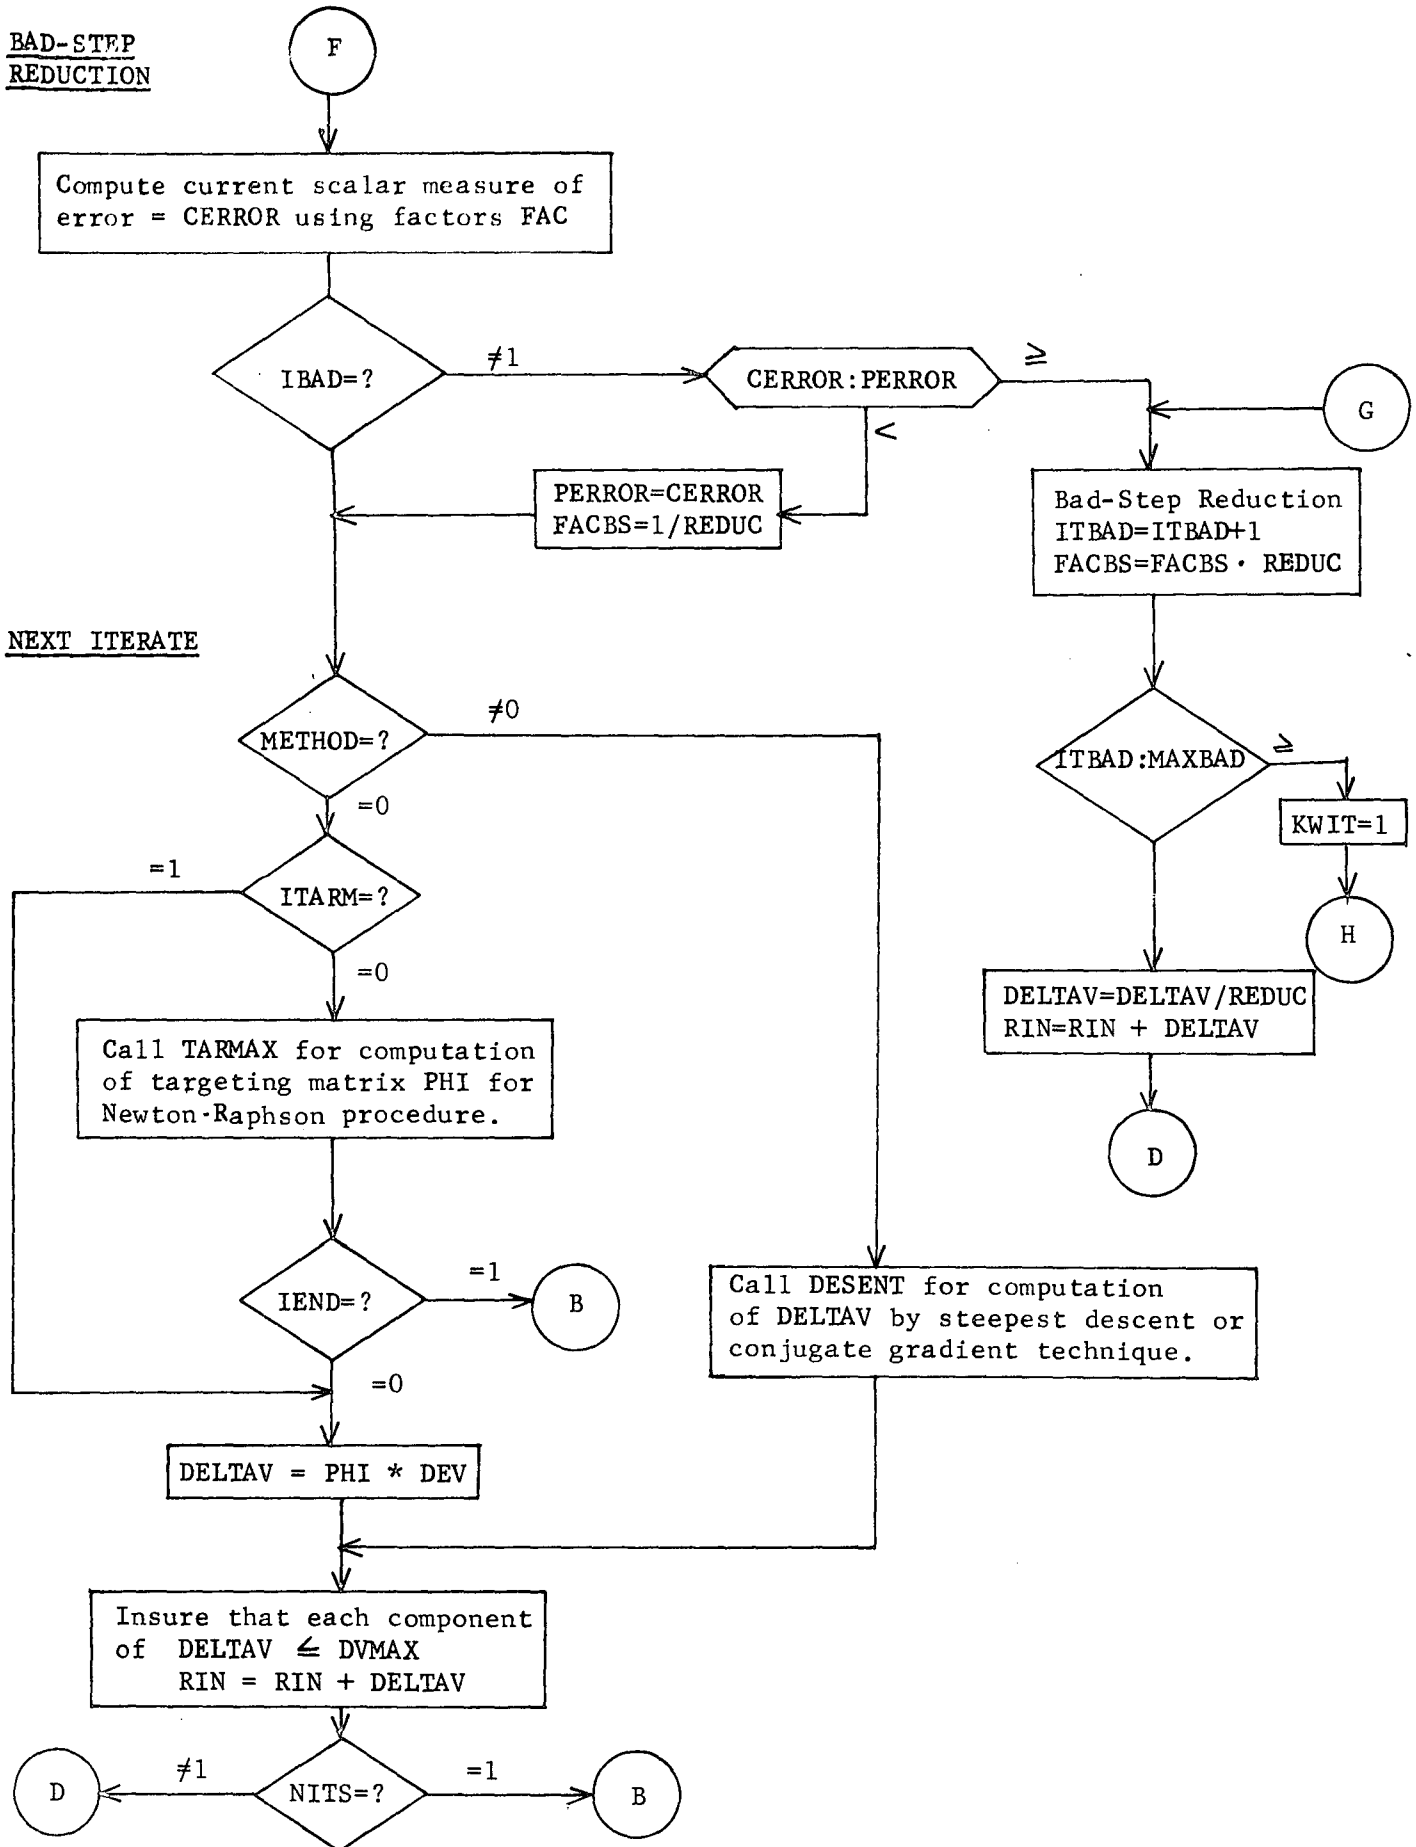 BAD-STEP
REDUCTION
F
Compute current scalar measure of
error = CERROR using factors FAC
IBAD=?
≠1
CERROR:PERROR
≧
<
G
PERROR=CERROR
FACBS=1/REDUC
Bad-Step Reduction
ITBAD=ITBAD+1
FACBS=FACBS · REDUC
NEXT ITERATE
METHOD=?
≠0
=0
ITBAD:MAXBAD
≧
KWIT=1
H
ITARM=?
=1
=0
DELTAV=DELTAV/REDUC
RIN=RIN + DELTAV
D
Call TARMAX for computation
of targeting matrix PHI for
Newton-Raphson procedure.
IEND=?
=1
B
=0
Call DESENT for computation
of DELTAV by steepest descent or
conjugate gradient technique.
DELTAV = PHI * DEV
Insure that each component
of DELTAV ≦ DVMAX
RIN = RIN + DELTAV
D
≠1
NITS=?
=1
B